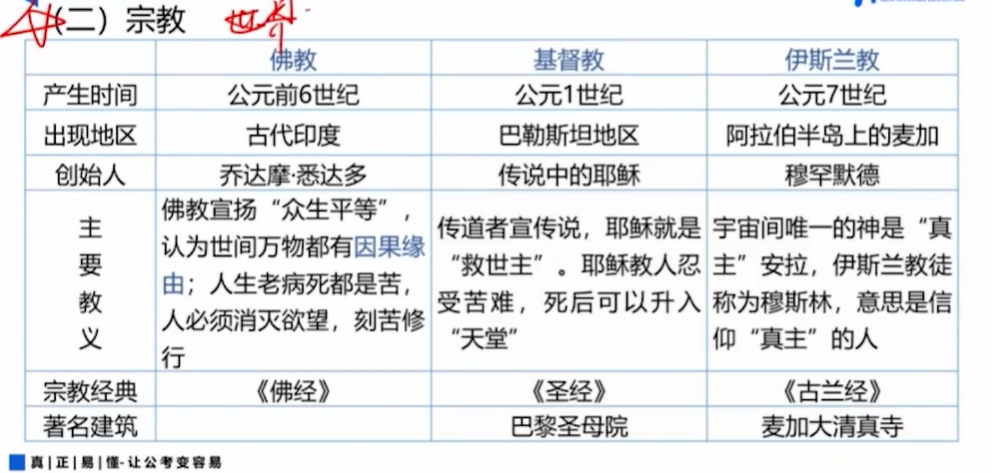 (二)宗教 世界
佛教 基督教 伊斯兰教
产生时间 公元前6世纪 公元1世纪 公元7世纪
出现地区 古代印度 巴勒斯坦地区 阿拉伯半岛上的麦加
创始人 乔达摩·悉达多 传说中的耶稣 穆罕默德
主要教义
佛教宣扬“众生平等”，
认为世间万物都有因果缘
由；人生老病死都是苦，
人必须消灭欲望，刻苦修
行
传道者宣传说，耶稣就是
“救世主”。耶稣教人忍
受苦难，死后可以升入
“天堂”
宇宙间唯一的神是“真
主”安拉，伊斯兰教徒
称为穆斯林，意思是信
仰“真主”的人
宗教经典 《佛经》 《圣经》 《古兰经》
著名建筑 巴黎圣母院 麦加大清真寺
真|正|易|懂-让公考变容易